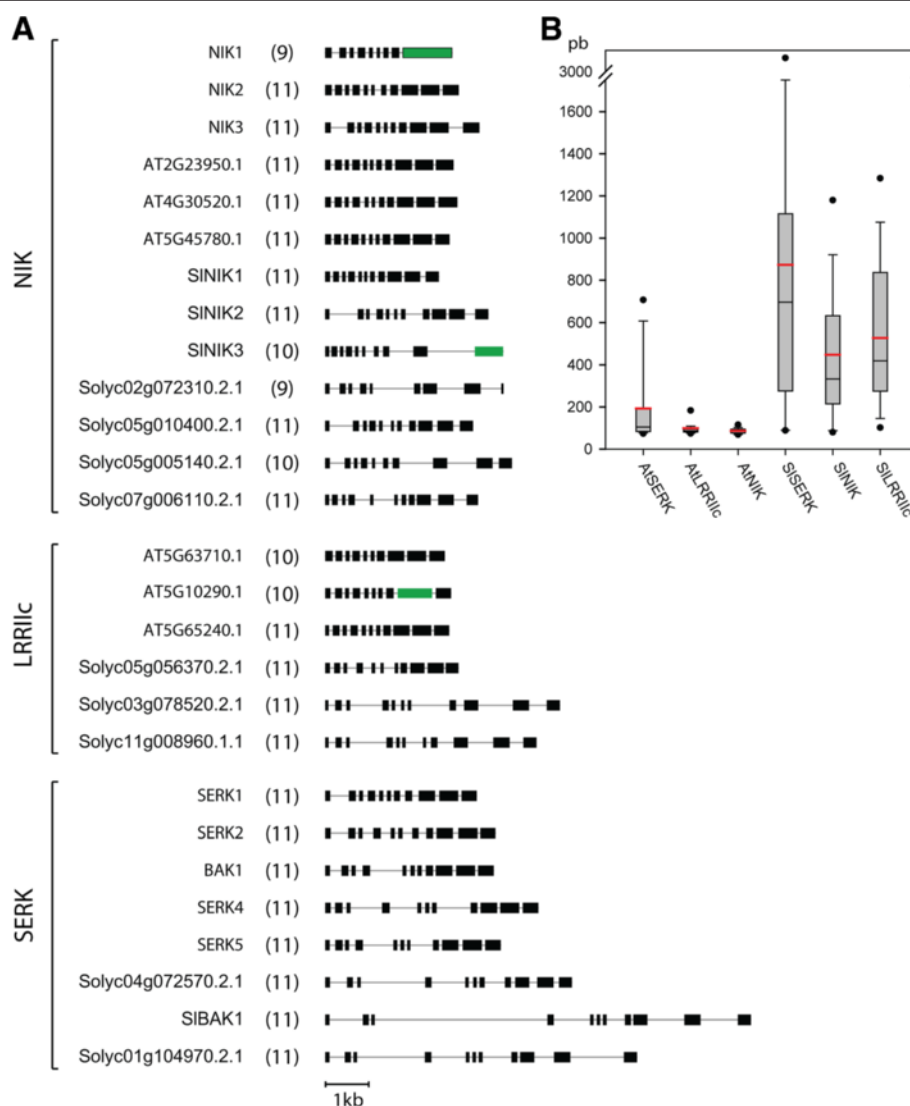 A
NIK
NIK1 (9)
NIK2 (11)
NIK3 (11)
AT2G23950.1 (11)
AT4G30520.1 (11)
AT5G45780.1 (11)
SlNIK1 (11)
SlNIK2 (11)
SlNIK3 (10)
Solyc02g072310.2.1 (9)
Solyc05g010400.2.1 (11)
Solyc05g005140.2.1 (10)
Solyc07g006110.2.1 (11)
LRRIIc
AT5G63710.1 (10)
AT5G10290.1 (10)
AT5G65240.1 (11)
Solyc05g056370.2.1 (11)
Solyc03g078520.2.1 (11)
Solyc11g008960.1.1 (11)
SERK
SERK1 (11)
SERK2 (11)
BAK1 (11)
SERK4 (11)
SERK5 (11)
Solyc04g072570.2.1 (11)
SlBAK1 (11)
Solyc01g104970.2.1 (11)
1kb
B
pb
3000
1600
1400
1200
1000
800
600
400
200
0
AtSERK
AtLRRIIc
AtNIK
SlSERK
SlNIK
SlLRRIIc